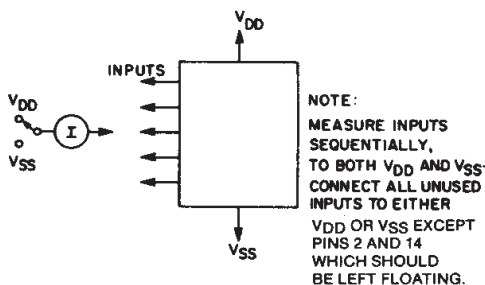 VDD
INPUTS
VDD
I
VSS
VSS
NOTE:
MEASURE INPUTS
SEQUENTIALLY,
TO BOTH VDD AND VSS.
CONNECT ALL UNUSED
INPUTS TO EITHER
VDD OR VSS EXCEPT
PINS 2 AND 14
WHICH SHOULD
BE LEFT FLOATING.